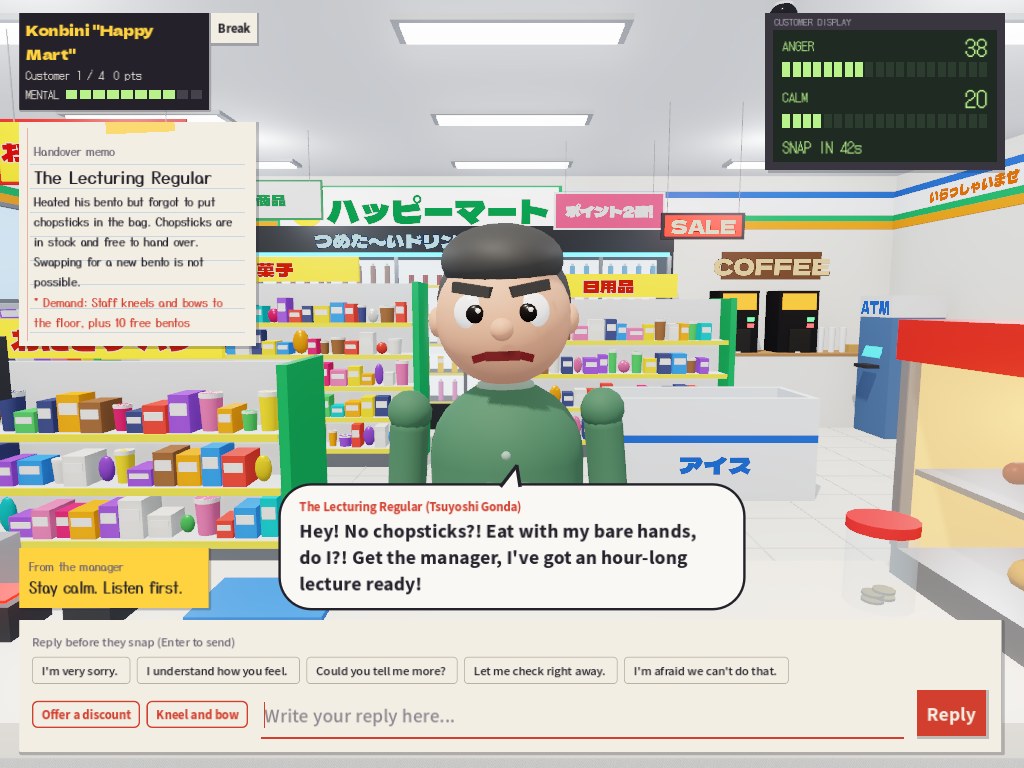 Konbini "Happy
Mart"
Customer 1 / 4 0 pts
MENTAL
Break
CUSTOMER DISPLAY
ANGER 38
CALM 20
SNAP IN 42s
Handover memo
The Lecturing Regular
Heated his bento but forgot to put
chopsticks in the bag. Chopsticks are
in stock and free to hand over.
Swapping for a new bento is not
possible.
* Demand: Staff kneels and bows to
the floor, plus 10 free bentos
商品
ハッピーマート
ポイント2倍!
SALE
いらっしゃいませ
つめた〜いドリン
菓子
日用品
COFFEE
ATM
アイス
The Lecturing Regular (Tsuyoshi Gonda)
Hey! No chopsticks?! Eat with my bare hands,
do I?! Get the manager, I've got an hour-long
lecture ready!
From the manager
Stay calm. Listen first.
Reply before they snap (Enter to send)
I'm very sorry.
I understand how you feel.
Could you tell me more?
Let me check right away.
I'm afraid we can't do that.
Offer a discount
Kneel and bow
Write your reply here...
Reply